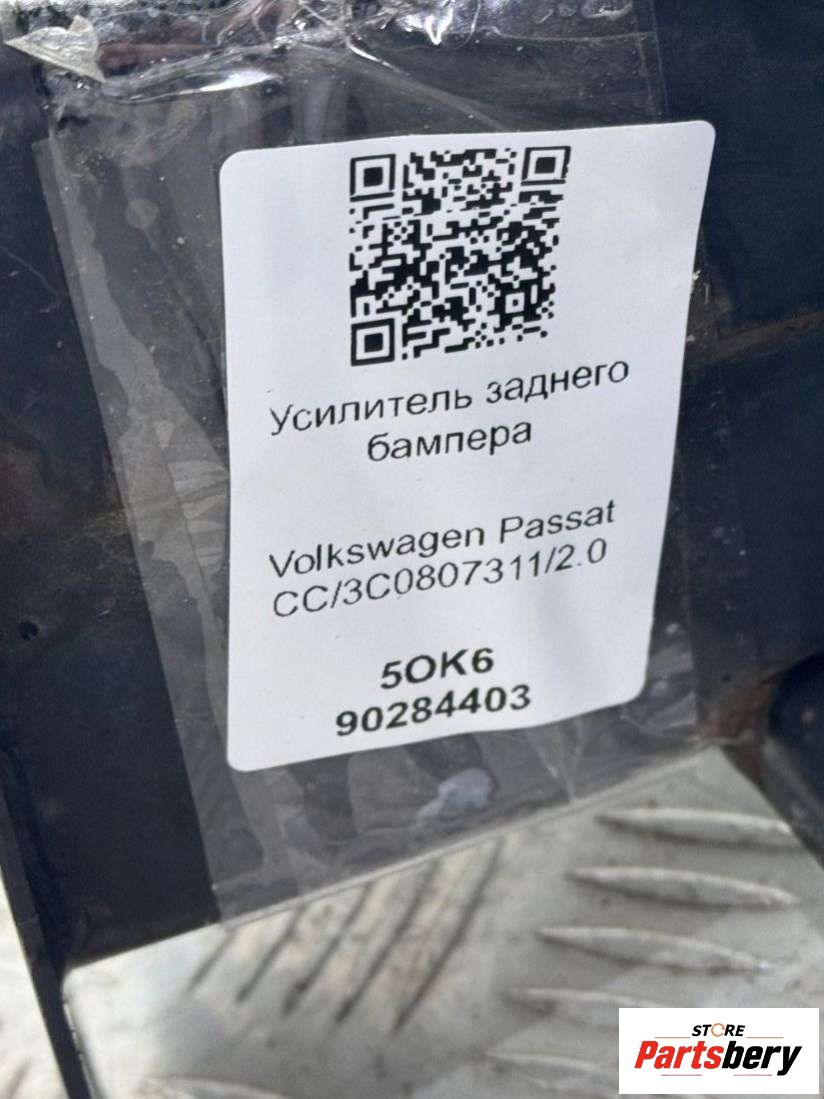 Усилитель заднего
бампера
Volkswagen Passat
CC/3C0807311/2.0
5OK6
90284403
STORE
Partsbery